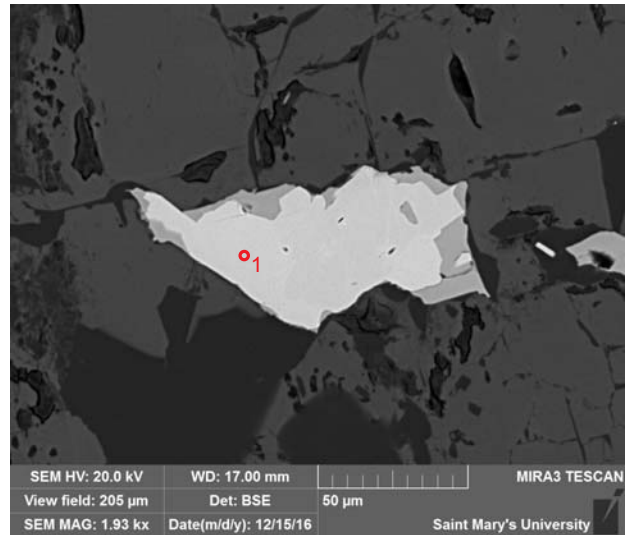 1
SEM HV: 20.0 kV WD: 17.00 mm MIRA3 TESCAN
View field: 205 µm Det: BSE 50 µm
SEM MAG: 1.93 kx Date(m/d/y): 12/15/16 Saint Mary's University